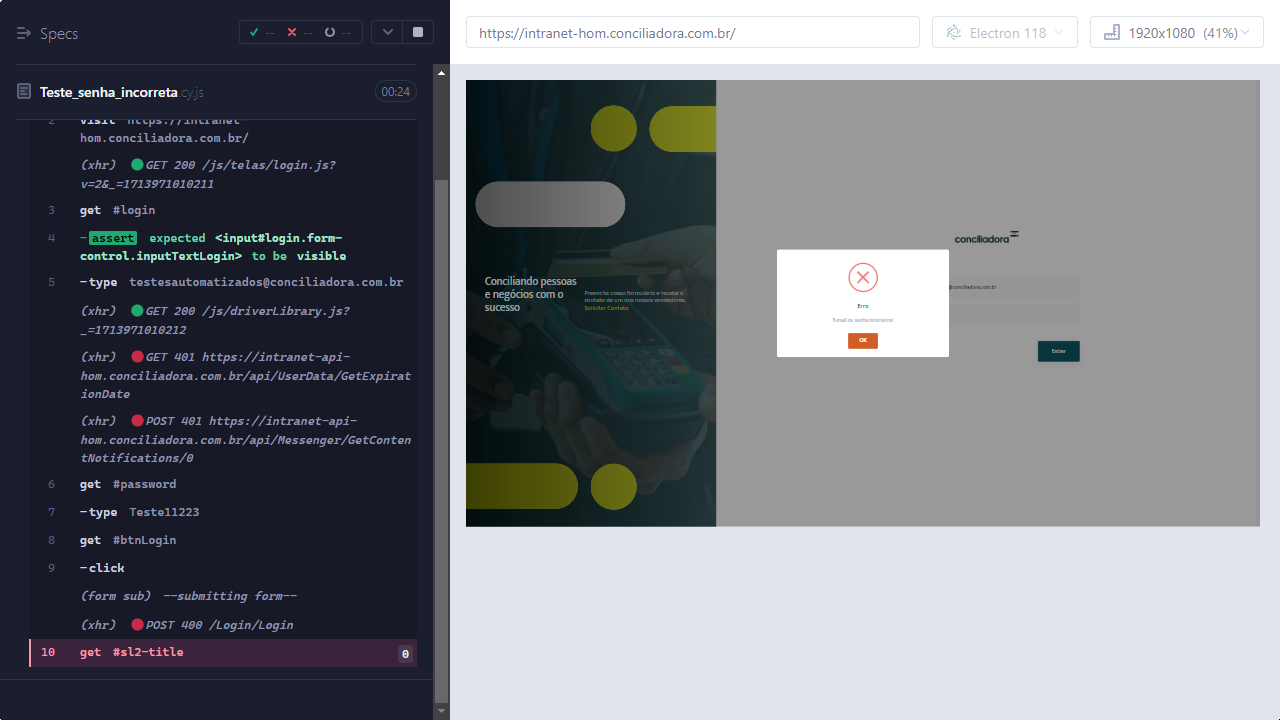 Specs
--
--
--
Teste_senha_incorreta.cy.js
00:24
2 visit https://intranet-
hom.conciliadora.com.br/
(xhr) GET 200 /js/telas/login.js?
v=2&_=1713971010211
3 get #login
4 -assert expected <input#login.form-
control.inputTextLogin> to be visible
5 -type testesautomatizados@conciliadora.com.br
(xhr) GET 200 /js/driverLibrary.js?
_=1713971010212
(xhr) GET 401 https://intranet-api-
hom.conciliadora.com.br/api/UserData/GetExpirat
ionDate
(xhr) POST 401 https://intranet-api-
hom.conciliadora.com.br/api/Messenger/GetConten
tNotifications/0
6 get #password
7 -type Teste11223
8 get #btnLogin
9 -click
(form sub) --submitting form--
(xhr) POST 400 /Login/Login
10 get #sl2-title 0
https://intranet-hom.conciliadora.com.br/
Electron 118
1920x1080 (41%)
Conciliando pessoas
e negócios com o
sucesso
Preencha nosso formulário e receba o
contato de um dos nossos vendedores.
Solicitar Contato
conciliadora
@conciliadora.com.br
Entrar
Erro
E-mail ou senha incorretos!
OK